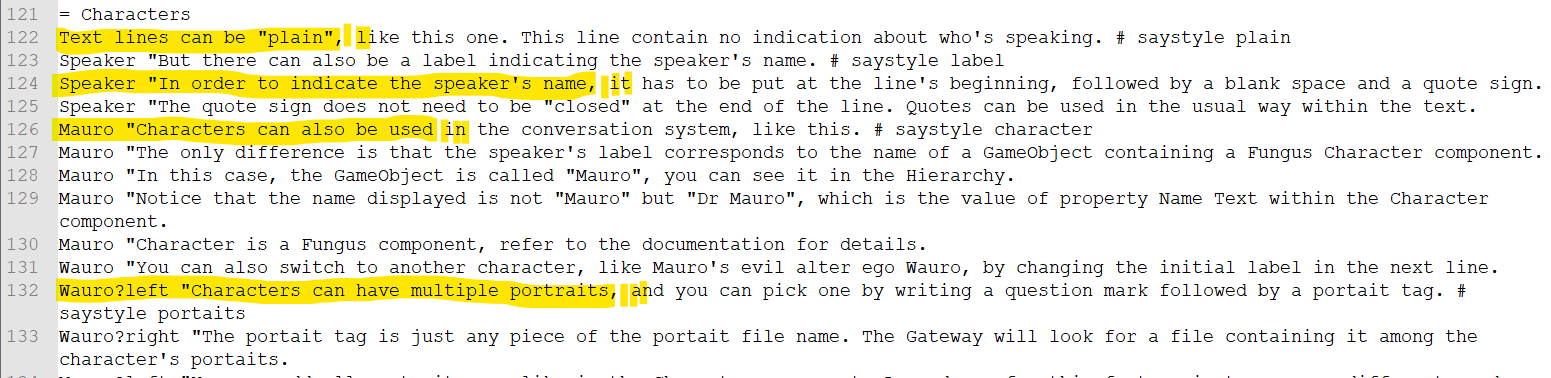 121 = Characters
122 Text lines can be "plain", like this one. This line contain no indication about who's speaking. # saystyle plain
123 Speaker "But there can also be a label indicating the speaker's name. # saystyle label
124 Speaker "In order to indicate the speaker's name, it has to be put at the line's beginning, followed by a blank space and a quote sign.
125 Speaker "The quote sign does not need to be "closed" at the end of the line. Quotes can be used in the usual way within the text.
126 Mauro "Characters can also be used in the conversation system, like this. # saystyle character
127 Mauro "The only difference is that the speaker's label corresponds to the name of a GameObject containing a Fungus Character component.
128 Mauro "In this case, the GameObject is called "Mauro", you can see it in the Hierarchy.
129 Mauro "Notice that the name displayed is not "Mauro" but "Dr Mauro", which is the value of property Name Text within the Character
component.
130 Mauro "Character is a Fungus component, refer to the documentation for details.
131 Wauro "You can also switch to another character, like Mauro's evil alter ego Wauro, by changing the initial label in the next line.
132 Wauro?left "Characters can have multiple portraits, and you can pick one by writing a question mark followed by a portait tag. #
saystyle portaits
133 Wauro?right "The portait tag is just any piece of the portait file name. The Gateway will look for a file containing it among the
character's portaits.